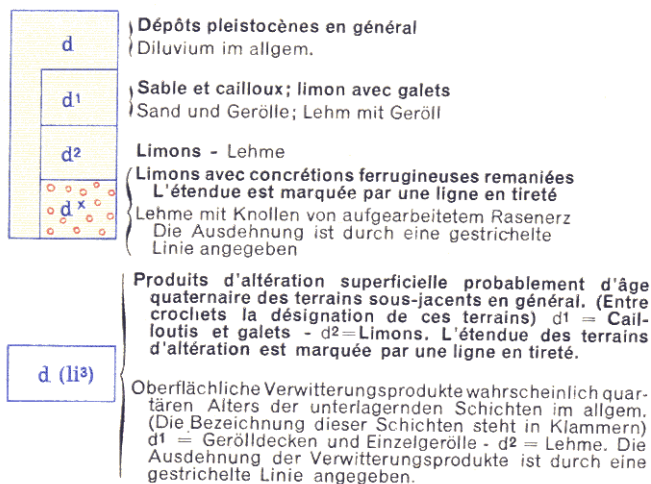 d
Dépôts pleistocènes en général
Diluvium im allgem.
d1
Sable et cailloux; limon avec galets
Sand und Gerölle; Lehm mit Geröll
d2
Limons - Lehme
dx
Limons avec concrétions ferrugineuses remaniées
L'étendue est marquée par une ligne en tireté
Lehme mit Knollen von aufgearbeitetem Rasenerz
Die Ausdehnung ist durch eine gestrichelte
Linie angegeben
d (li3)
Produits d'altération superficielle probablement d'âge
quaternaire des terrains sous-jacents en général. (Entre
crochets la désignation de ces terrains) d1 = Cail-
loutis et galets - d2=Limons. L'étendue des terrains
d'altération est marquée par une ligne en tireté.
Oberflächliche Verwitterungsprodukte wahrscheinlich quar-
tären Alters der unterlagernden Schichten im allgem.
(Die Bezeichnung dieser Schichten steht in Klammern)
d1 = Gerölldecken und Einzelgerölle - d2 = Lehme. Die
Ausdehnung der Verwitterungsprodukte ist durch eine
gestrichelte Linie angegeben.